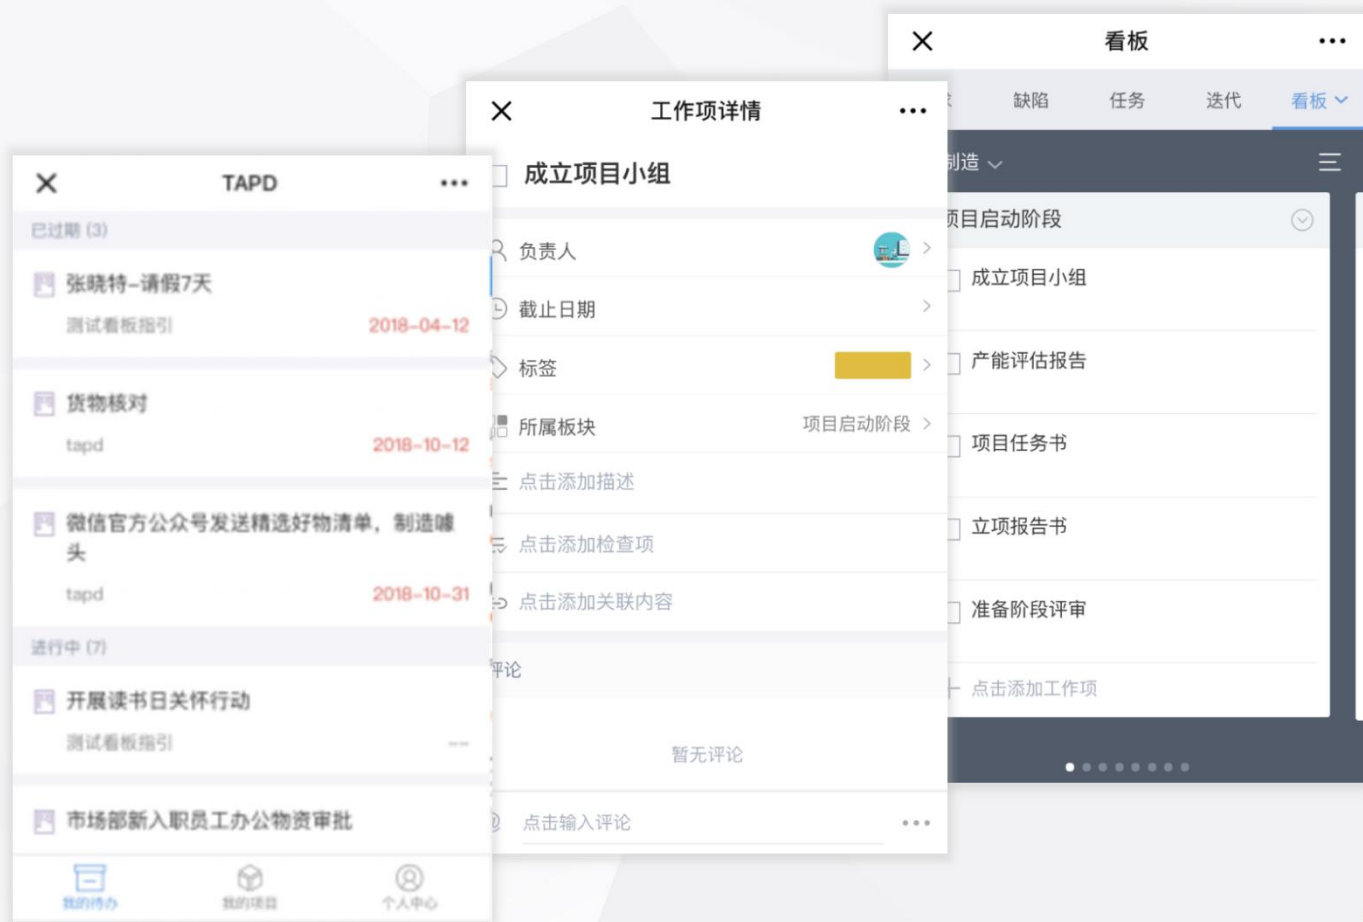 TAPD
已过期 (3)
张晓特-请假7天
测试看板指引
2018-04-12
货物核对
tapd
2018-10-12
微信官方公众号发送精选好物清单，制造噱
头
tapd
2018-10-31
进行中 (7)
开展读书日关怀行动
测试看板指引
--
市场部新入职员工办公物资审批
我的待办
我的项目
个人中心
工作项详情
成立项目小组
负责人
截止日期
标签
所属板块
项目启动阶段
点击添加描述
点击添加检查项
点击添加关联内容
评论
暂无评论
点击输入评论
看板
缺陷
任务
迭代
看板
制造
项目启动阶段
成立项目小组
产能评估报告
项目任务书
立项报告书
准备阶段评审
点击添加工作项